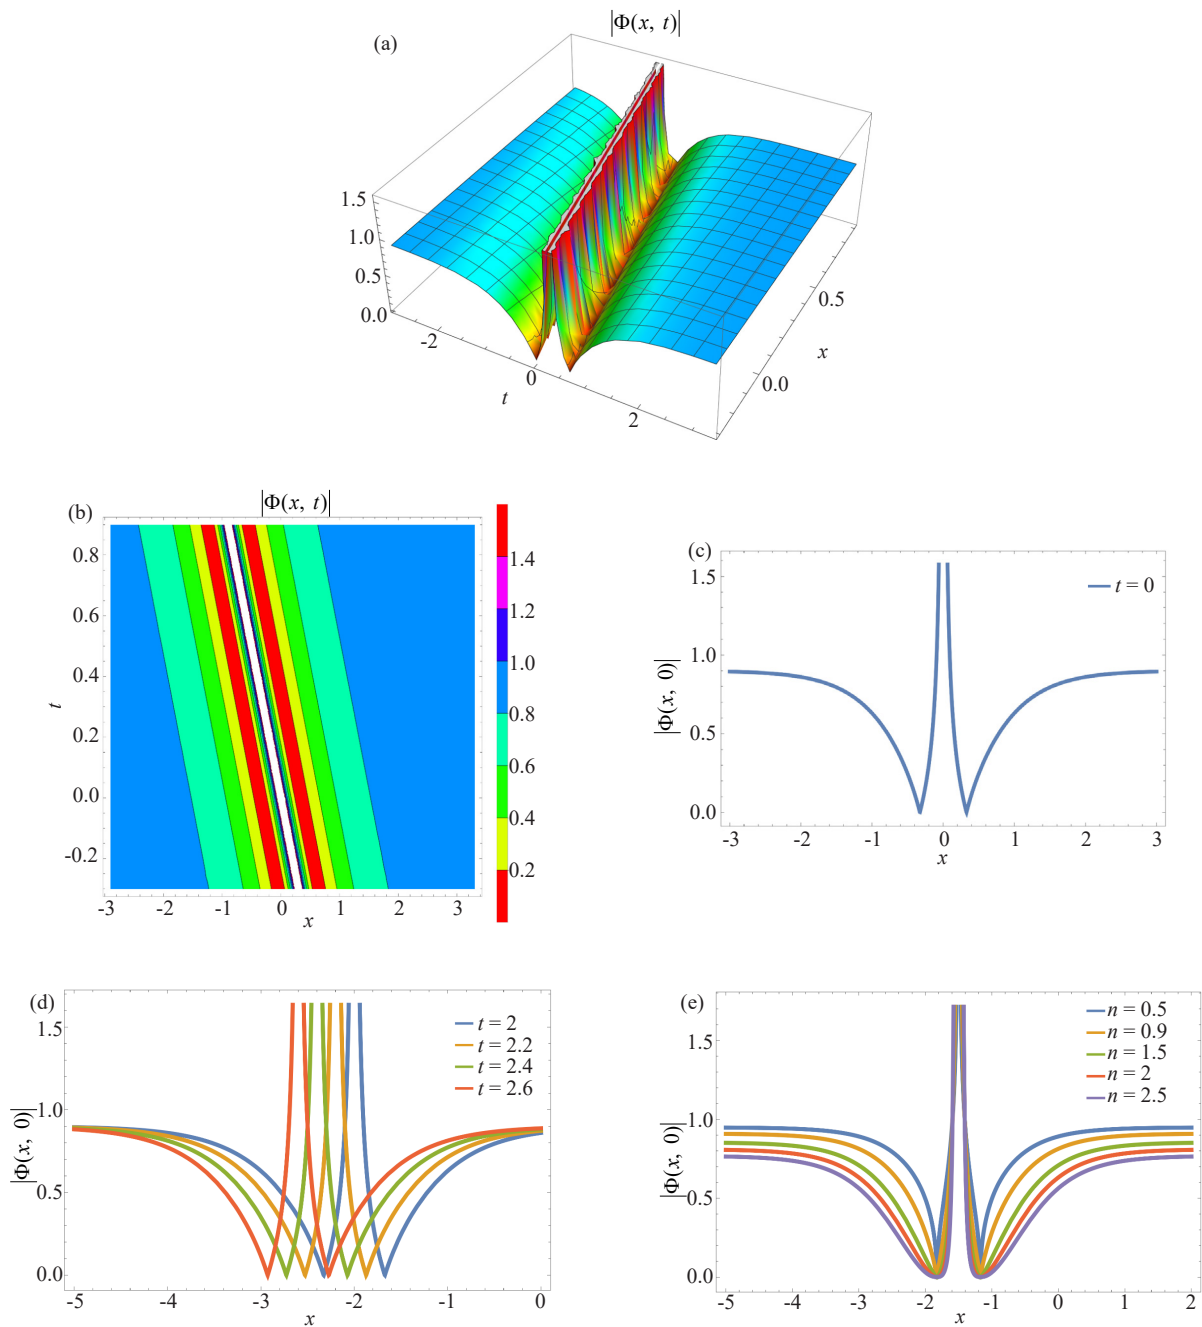 (a)
|Φ(x, t)|
1.5
1.0
0.5
0.0
-2
0
2
t
0.0
0.5
x
(b)
|Φ(x, t)|
0.8
0.6
0.4
0.2
0.0
-0.2
t
-3 -2 -1 0 1 2 3
x
1.4
1.2
1.0
0.8
0.6
0.4
0.2
(c)
t = 0
1.5
1.0
0.5
0.0
|Φ(x, 0)|
-3 -2 -1 0 1 2 3
x
(d)
t = 2
t = 2.2
t = 2.4
t = 2.6
1.5
1.0
0.5
0.0
|Φ(x, 0)|
-5 -4 -3 -2 -1 0
x
(e)
n = 0.5
n = 0.9
n = 1.5
n = 2
n = 2.5
1.5
1.0
0.5
0.0
|Φ(x, 0)|
-5 -4 -3 -2 -1 0 1 2
x